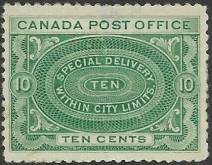 CANADA POST OFFICE
SPECIAL DELIVERY
10 TEN 10
WITHIN CITY LIMITS.
TEN CENTS